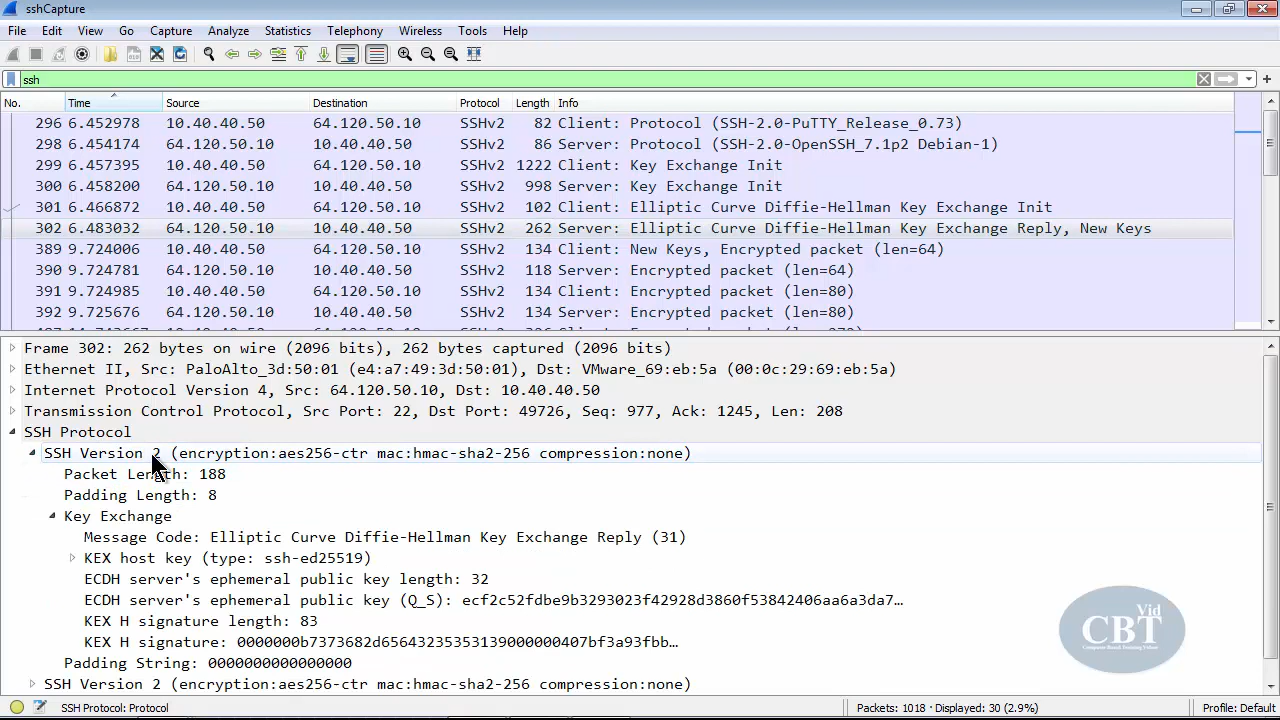 sshCapture
File Edit View Go Capture Analyze Statistics Telephony Wireless Tools Help
ssh
No. Time Source Destination Protocol Length Info
296 6.452978 10.40.40.50 64.120.50.10 SSHv2 82 Client: Protocol (SSH-2.0-PuTTY_Release_0.73)
298 6.454174 64.120.50.10 10.40.40.50 SSHv2 86 Server: Protocol (SSH-2.0-OpenSSH_7.1p2 Debian-1)
299 6.457395 10.40.40.50 64.120.50.10 SSHv2 1222 Client: Key Exchange Init
300 6.458200 64.120.50.10 10.40.40.50 SSHv2 998 Server: Key Exchange Init
301 6.466872 10.40.40.50 64.120.50.10 SSHv2 102 Client: Elliptic Curve Diffie-Hellman Key Exchange Init
302 6.483032 64.120.50.10 10.40.40.50 SSHv2 262 Server: Elliptic Curve Diffie-Hellman Key Exchange Reply, New Keys
389 9.724006 10.40.40.50 64.120.50.10 SSHv2 134 Client: New Keys, Encrypted packet (len=64)
390 9.724781 64.120.50.10 10.40.40.50 SSHv2 118 Server: Encrypted packet (len=64)
391 9.724985 10.40.40.50 64.120.50.10 SSHv2 134 Client: Encrypted packet (len=80)
392 9.725676 64.120.50.10 10.40.40.50 SSHv2 134 Server: Encrypted packet (len=80)
Frame 302: 262 bytes on wire (2096 bits), 262 bytes captured (2096 bits)
Ethernet II, Src: PaloAlto_3d:50:01 (e4:a7:49:3d:50:01), Dst: VMware_69:eb:5a (00:0c:29:69:eb:5a)
Internet Protocol Version 4, Src: 64.120.50.10, Dst: 10.40.40.50
Transmission Control Protocol, Src Port: 22, Dst Port: 49726, Seq: 977, Ack: 1245, Len: 208
SSH Protocol
SSH Version 2 (encryption:aes256-ctr mac:hmac-sha2-256 compression:none)
Packet Length: 188
Padding Length: 8
Key Exchange
Message Code: Elliptic Curve Diffie-Hellman Key Exchange Reply (31)
KEX host key (type: ssh-ed25519)
ECDH server's ephemeral public key length: 32
ECDH server's ephemeral public key (Q_S): ecf2c52fdbe9b3293023f42928d3860f53842406aa6a3da7…
KEX H signature length: 83
KEX H signature: 0000000b7373682d65643235353139000000407bf3a93fbb…
Padding String: 0000000000000000
SSH Version 2 (encryption:aes256-ctr mac:hmac-sha2-256 compression:none)
Vid
CBT
Computer Based Training Videos
SSH Protocol: Protocol
Packets: 1018 · Displayed: 30 (2.9%)
Profile: Default